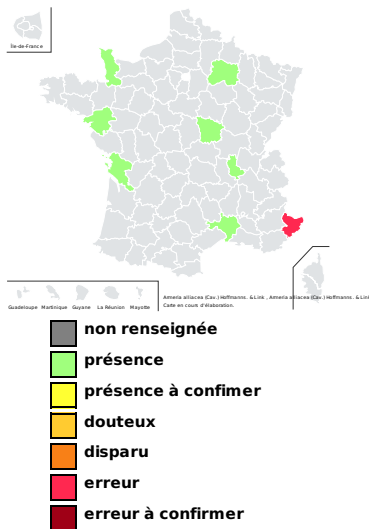 Île-de-France
Guadeloupe Martinique Guyane La Réunion Mayotte
Armeria alliacea (Cav.) Hoffmanns. & Link , Armeria alliacea (Cav.) Hoffmanns. & Link
Carte en cours d'élaboration.
non renseignée
présence
présence à confimer
douteux
disparu
erreur
erreur à confirmer